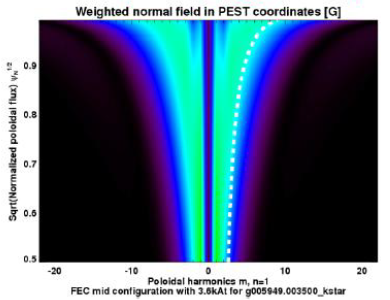 Weighted normal field in PEST coordinates [G]
Sqrt(Normalized poloidal flux) ψN^1/2
0.9
0.8
0.7
0.6
0.5
-20 -10 0 10 20
Poloidal harmonics m, n=1
FEC mid configuration with 3.6kAt for g005949.003500_kstar